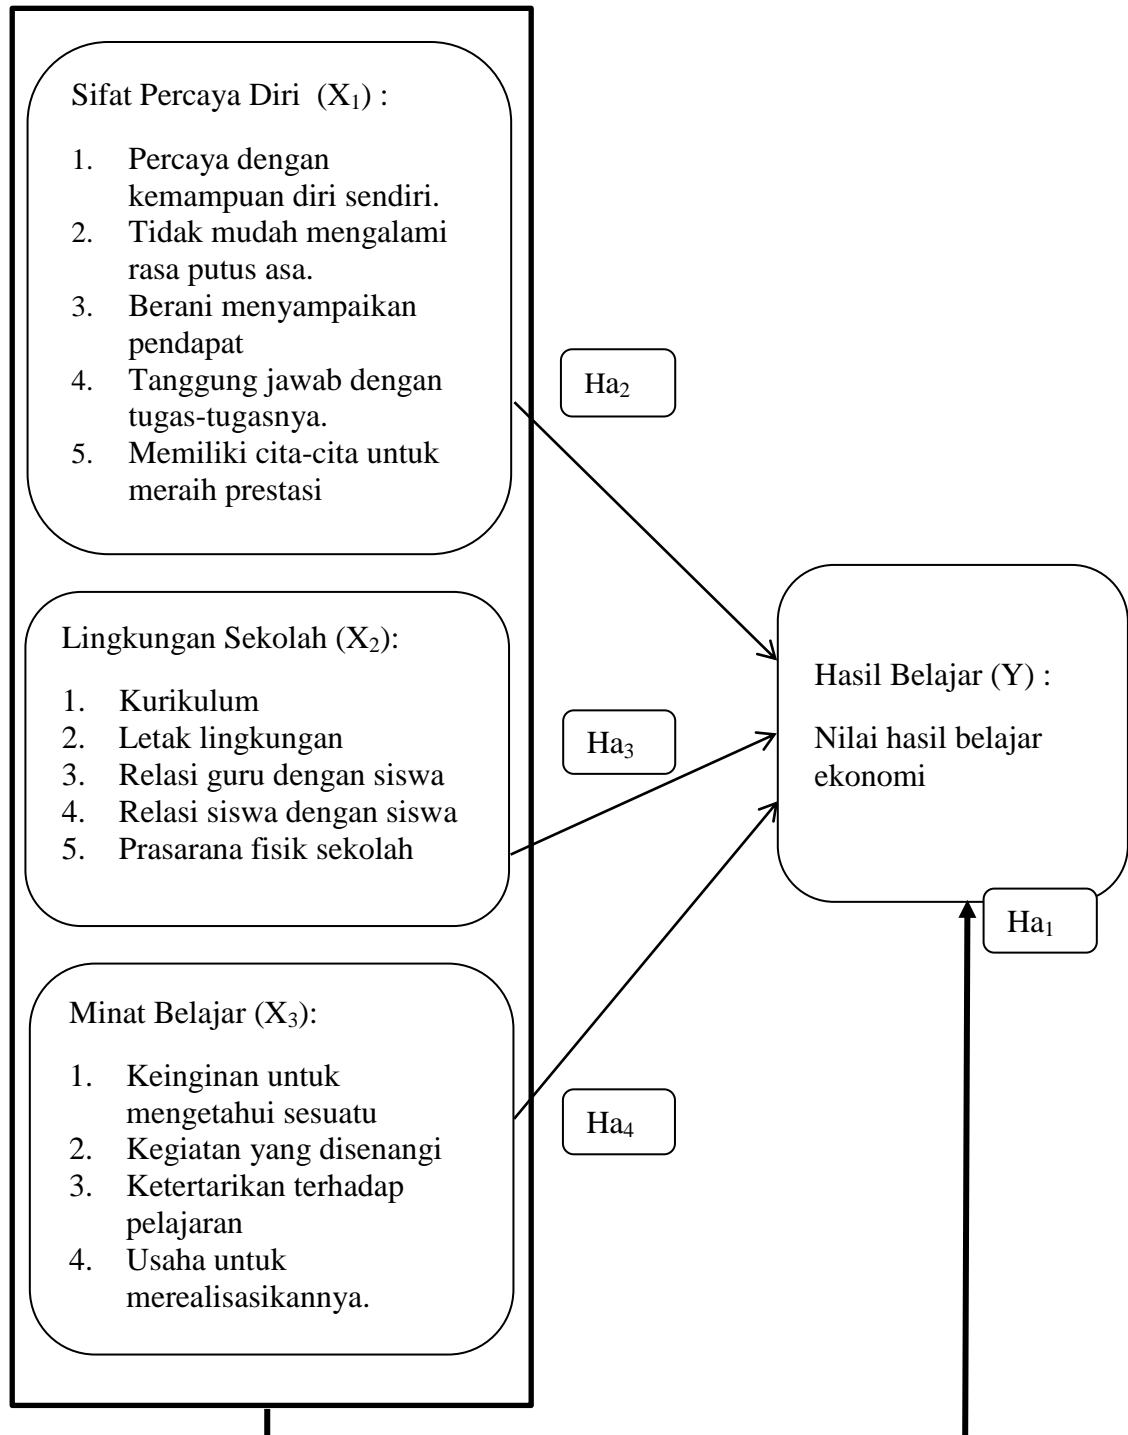 Sifat Percaya Diri (X₁) :
1. Percaya dengan
kemampuan diri sendiri.
2. Tidak mudah mengalami
rasa putus asa.
3. Berani menyampaikan
pendapat
4. Tanggung jawab dengan
tugas-tugasnya.
5. Memiliki cita-cita untuk
meraih prestasi
Ha₂
Lingkungan Sekolah (X₂):
1. Kurikulum
2. Letak lingkungan
3. Relasi guru dengan siswa
4. Relasi siswa dengan siswa
5. Prasarana fisik sekolah
Ha₃
Hasil Belajar (Y) :
Nilai hasil belajar
ekonomi
Ha₁
Minat Belajar (X₃):
1. Keinginan untuk
mengetahui sesuatu
2. Kegiatan yang disenangi
3. Ketertarikan terhadap
pelajaran
4. Usaha untuk
merealisasikannya.
Ha₄